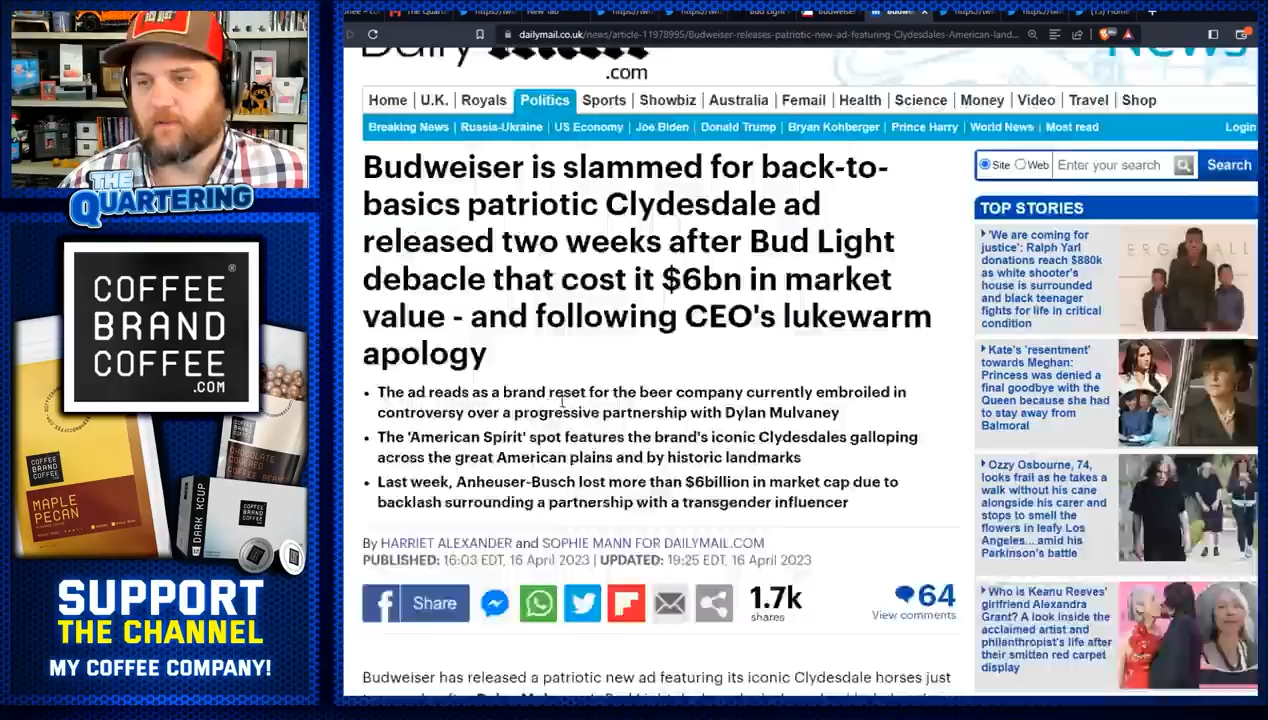 dailymail.co.uk/news/article-11978995/Budweiser-releases-patriotic-new-ad-featuring-Clydesdales-American-land...
.com
News
Home | U.K. | Royals | Politics | Sports | Showbiz | Australia | Femail | Health | Science | Money | Video | Travel | Shop
Breaking News | Russia-Ukraine | US Economy | Joe Biden | Donald Trump | Bryan Kohberger | Prince Harry | World News | Most read
Login
Budweiser is slammed for back-to-
basics patriotic Clydesdale ad
released two weeks after Bud Light
debacle that cost it $6bn in market
value - and following CEO's lukewarm
apology
• The ad reads as a brand reset for the beer company currently embroiled in
controversy over a progressive partnership with Dylan Mulvaney
• The 'American Spirit' spot features the brand's iconic Clydesdales galloping
across the great American plains and by historic landmarks
• Last week, Anheuser-Busch lost more than $6billion in market cap due to
backlash surrounding a partnership with a transgender influencer
By HARRIET ALEXANDER and SOPHIE MANN FOR DAILYMAIL.COM
PUBLISHED: 16:03 EDT, 16 April 2023 | UPDATED: 19:25 EDT, 16 April 2023
Share
1.7k
shares
64
View comments
Budweiser has released a patriotic new ad featuring its iconic Clydesdale horses just
Site Web Enter your search Search
TOP STORIES
'We are coming for
justice': Ralph Yarl
donations reach $880k
as white shooter's
house is surrounded
and black teenager
fights for life in critical
condition
Kate's 'resentment'
towards Meghan:
Princess was denied a
final goodbye with the
Queen because she had
to stay away from
Balmoral
Ozzy Osbourne, 74,
looks frail as he takes a
walk without his cane
alongside his carer and
stops to smell the
flowers in leafy Los
Angeles... amid his
Parkinson's battle
Who is Keanu Reeves'
girlfriend Alexandra
Grant? A look inside the
acclaimed artist and
philanthropist's life after
their smitten red carpet
display
THE
QUARTERING
COFFEE
BRAND
COFFEE
.COM
COFFEE
BRAND
COFFEE
MAPLE
PECAN
COFFEE
BRAND
COFFEE
CHOCOLATE
COVERED
COFFEE BEANS
DARK KCUP
SUPPORT
THE CHANNEL
MY COFFEE COMPANY!